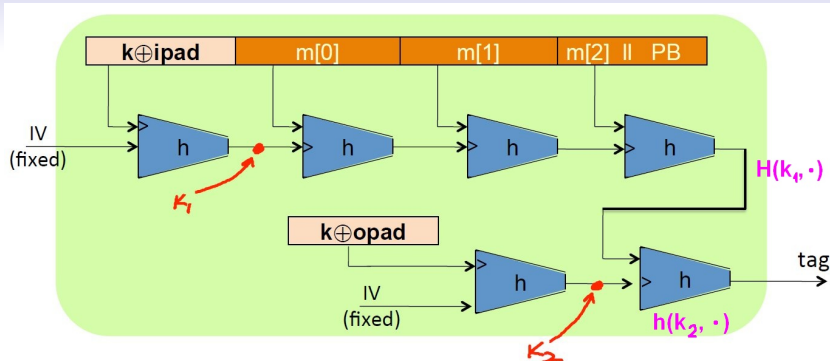 k⊕ipad m[0] m[1] m[2] ll PB
IV
(fixed)
h h h h
K₁
H(k₁,·)
k⊕opad
h h
tag
IV
(fixed)
h(k₂,·)
K₂